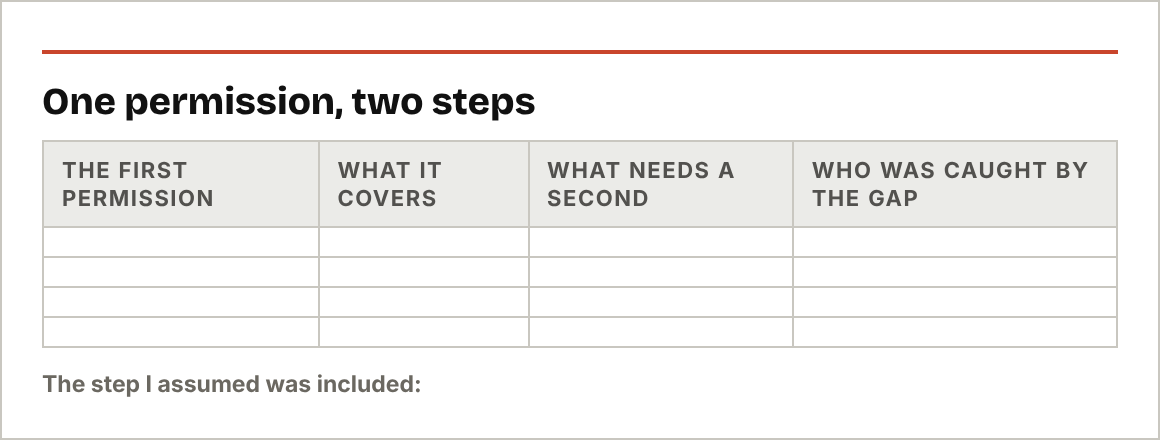 One permission, two steps
THE FIRST
PERMISSION
WHAT IT
COVERS
WHAT NEEDS A
SECOND
WHO WAS CAUGHT BY
THE GAP
The step I assumed was included: